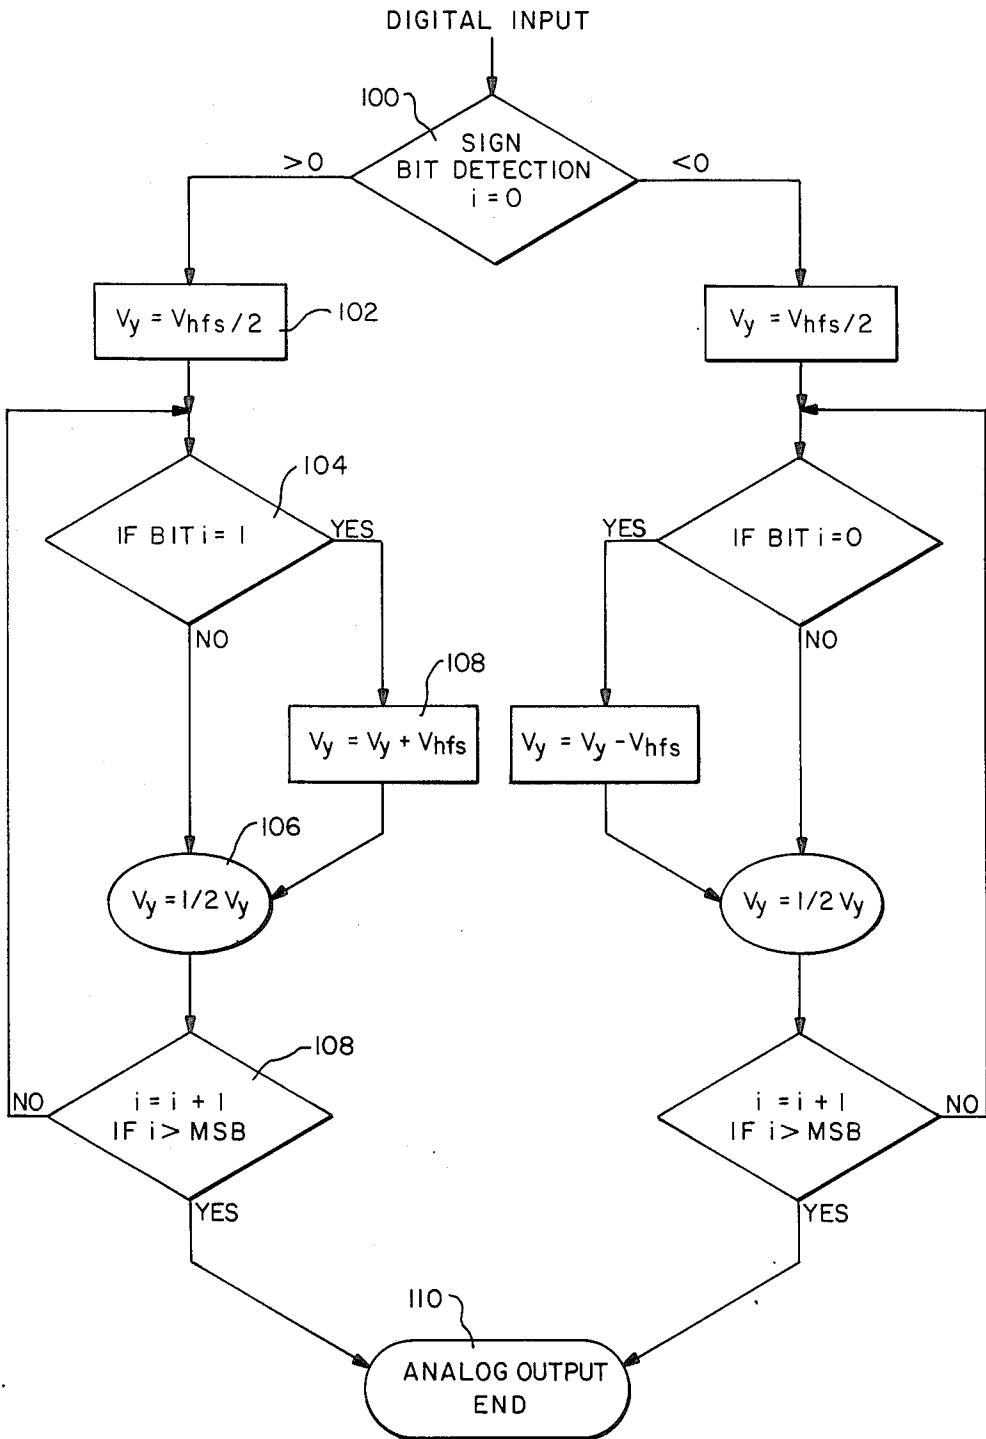 DIGITAL INPUT
100
SIGN
BIT DETECTION
i = 0
>0
<0
Vy = Vhfs/2
102
Vy = Vhfs/2
104
IF BIT i = 1
YES
NO
YES
IF BIT i = 0
NO
108
Vy = Vy + Vhfs
Vy = Vy - Vhfs
106
Vy = 1/2 Vy
Vy = 1/2 Vy
108
NO
i = i + 1
IF i > MSB
YES
i = i + 1
IF i > MSB
NO
YES
110
ANALOG OUTPUT
END